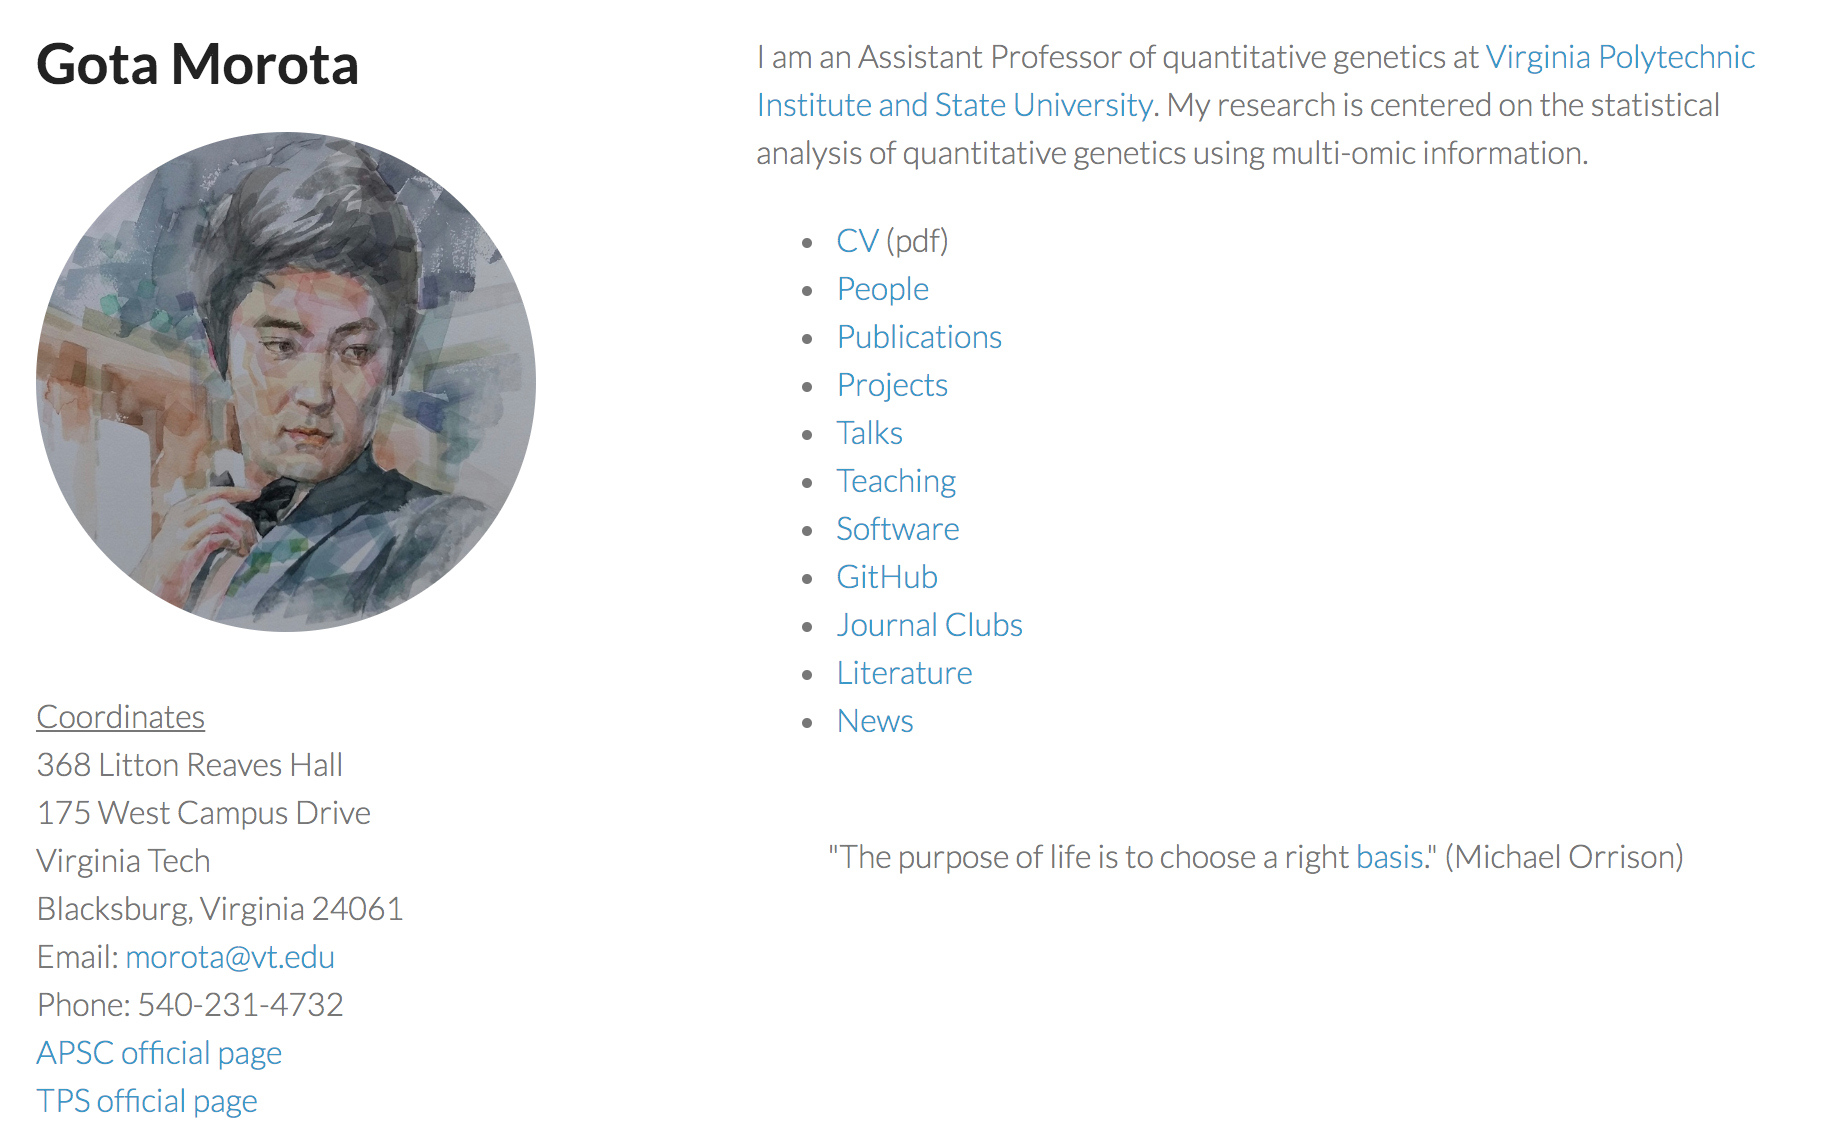 Gota Morota
Coordinates
368 Litton Reaves Hall
175 West Campus Drive
Virginia Tech
Blacksburg, Virginia 24061
Email: morota@vt.edu
Phone: 540-231-4732
APSC official page
TPS official page
I am an Assistant Professor of quantitative genetics at Virginia Polytechnic
Institute and State University. My research is centered on the statistical
analysis of quantitative genetics using multi-omic information.
• CV (pdf)
• People
• Publications
• Projects
• Talks
• Teaching
• Software
• GitHub
• Journal Clubs
• Literature
• News
"The purpose of life is to choose a right basis." (Michael Orrison)